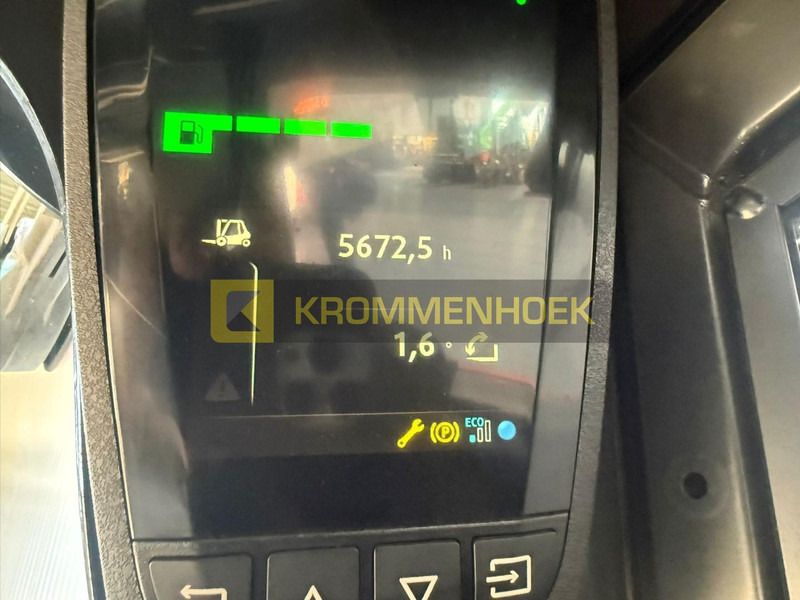 5672,5 h
KROMMENHOEK
1,6 °
P ECO